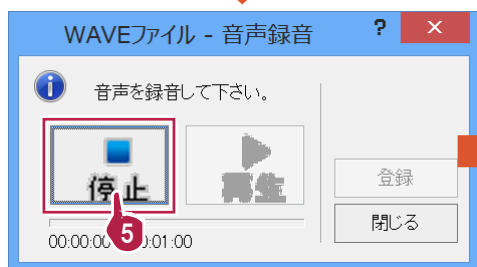 WAVEファイル - 音声録音
? ×
音声を録音して下さい。
停止
再生
登録
閉じる
5
00:00:00 0:01:00